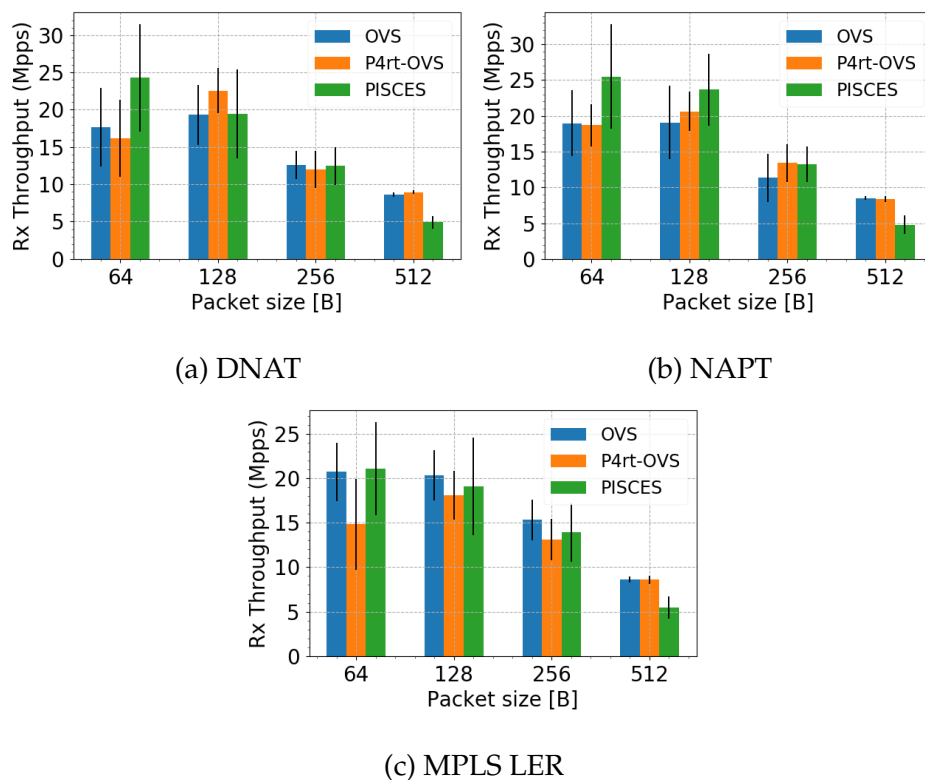 Rx Throughput (Mpps)
30
25
20
15
10
5
0
OVS
P4rt-OVS
PISCES
64 128 256 512
Packet size [B]
(a) DNAT
Rx Throughput (Mpps)
30
25
20
15
10
5
0
OVS
P4rt-OVS
PISCES
64 128 256 512
Packet size [B]
(b) NAPT
Rx Throughput (Mpps)
25
20
15
10
5
0
OVS
P4rt-OVS
PISCES
64 128 256 512
Packet size [B]
(c) MPLS LER